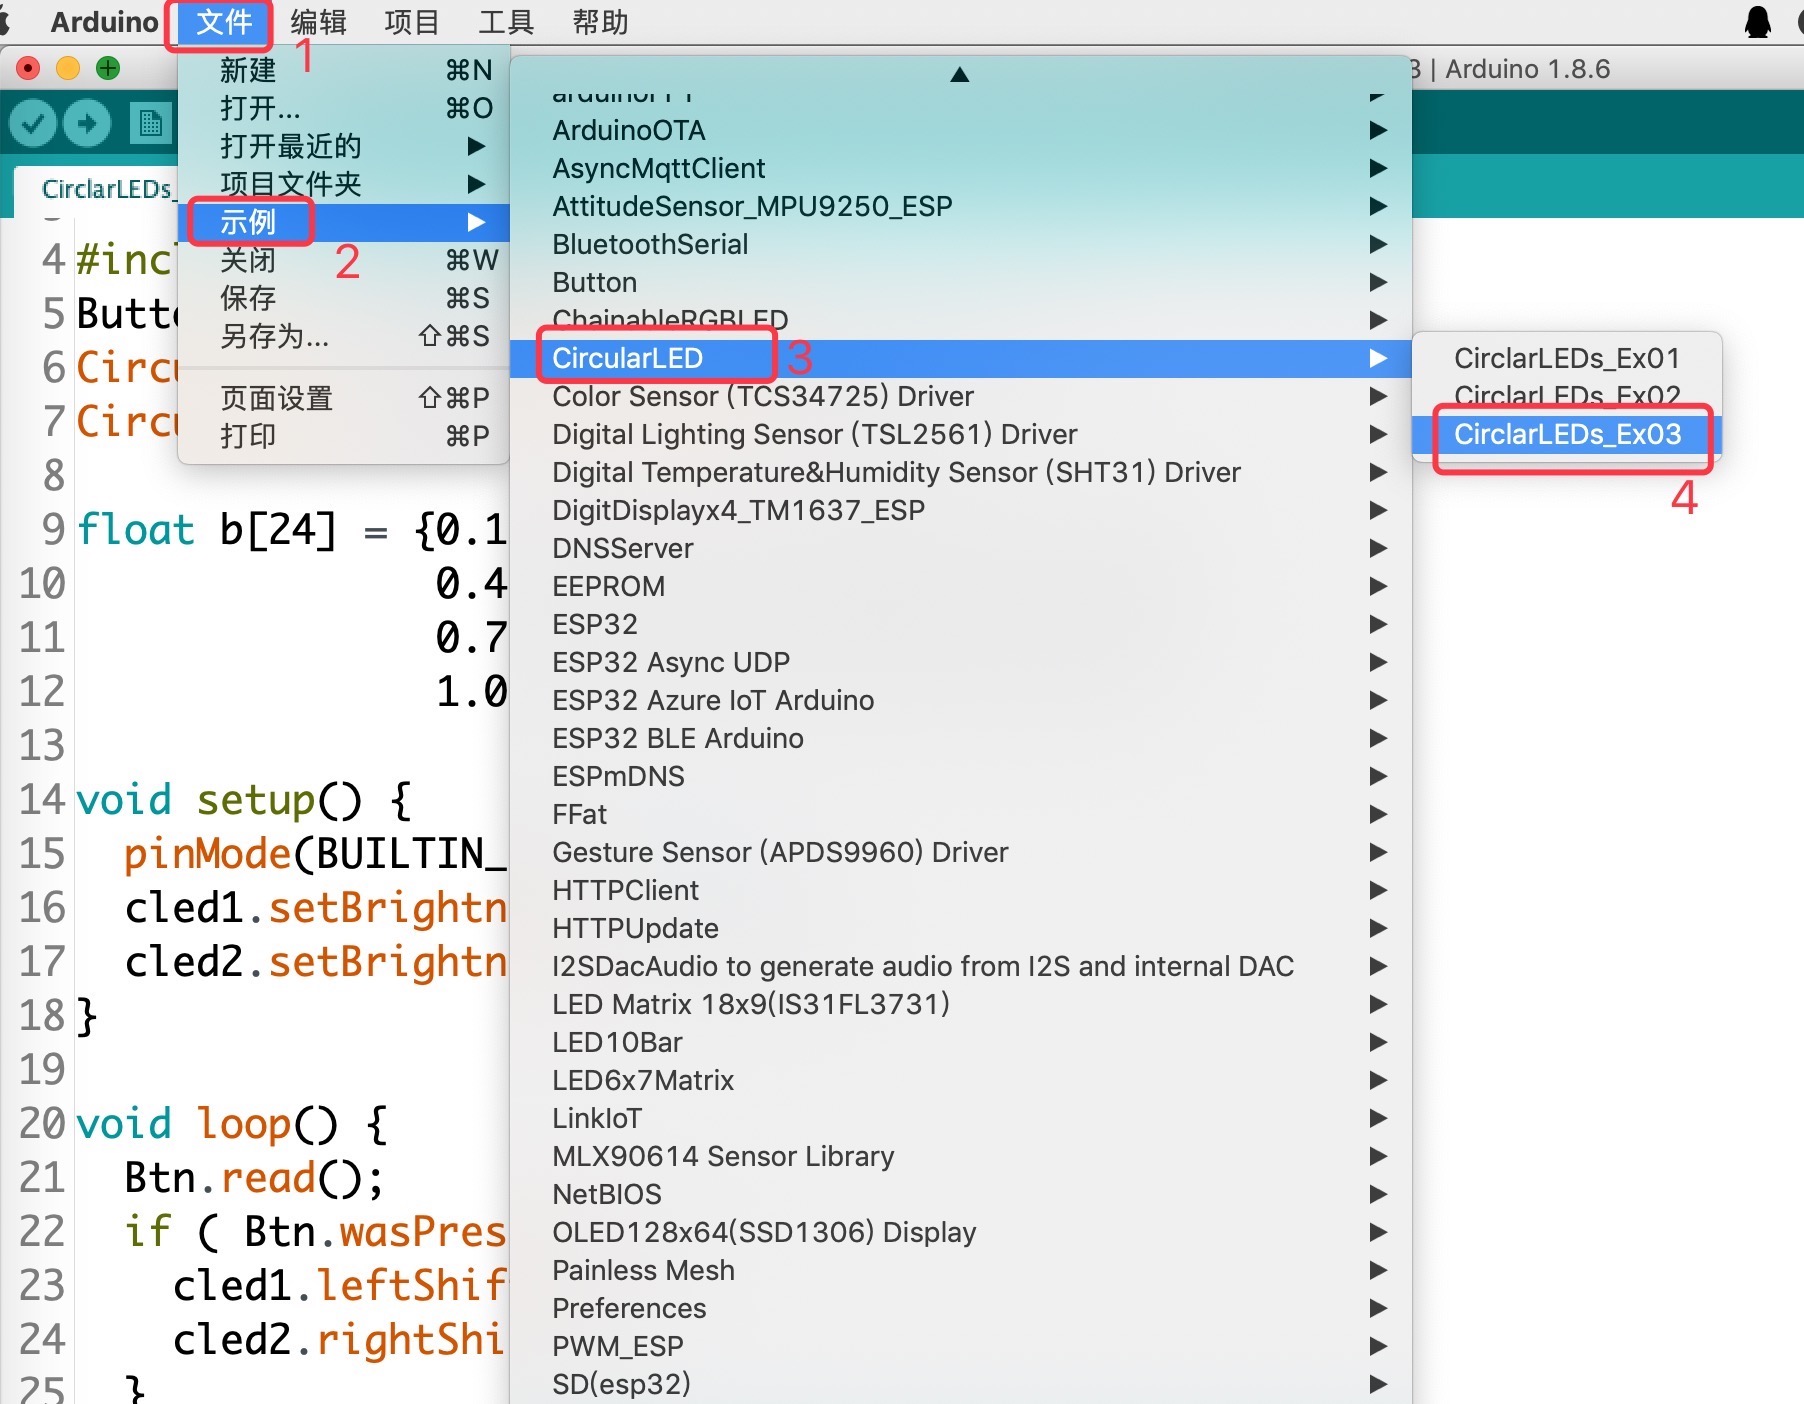 Arduino 文件 编辑 项目 工具 帮助
1
3 | Arduino 1.8.6
新建 ⌘N
打开... ⌘O
打开最近的 ▶
项目文件夹 ▶
示例 ▶
2
关闭 ⌘W
保存 ⌘S
另存为... ⇧⌘S
页面设置 ⇧⌘P
打印 ⌘P
▲
ArduinoOTA ▶
AsyncMqttClient ▶
AttitudeSensor_MPU9250_ESP ▶
BluetoothSerial ▶
Button ▶
ChainableRGBLED ▶
CircularLED ▶
3
Color Sensor (TCS34725) Driver ▶
Digital Lighting Sensor (TSL2561) Driver ▶
Digital Temperature&Humidity Sensor (SHT31) Driver ▶
DigitDisplayx4_TM1637_ESP ▶
DNSServer ▶
EEPROM ▶
ESP32 ▶
ESP32 Async UDP ▶
ESP32 Azure IoT Arduino ▶
ESP32 BLE Arduino ▶
ESPmDNS ▶
FFat ▶
Gesture Sensor (APDS9960) Driver ▶
HTTPClient ▶
HTTPUpdate ▶
I2SDacAudio to generate audio from I2S and internal DAC ▶
LED Matrix 18x9(IS31FL3731) ▶
LED10Bar ▶
LED6x7Matrix ▶
LinkIoT ▶
MLX90614 Sensor Library ▶
NetBIOS ▶
OLED128x64(SSD1306) Display ▶
Painless Mesh ▶
Preferences ▶
PWM_ESP ▶
SD(esp32) ▶
CirclarLEDs_Ex01
CirclarLEDs_Ex02
CirclarLEDs_Ex03
4
CirclarLEDs_
4 #inc
5 Butt
6 Circ
7 Circ
8
9 float b[24] = {0.1
10 0.4
11 0.7
12 1.0
13
14 void setup() {
15 pinMode(BUILTIN_
16 cled1.setBrightn
17 cled2.setBrightn
18 }
19
20 void loop() {
21 Btn.read();
22 if ( Btn.wasPres
23 cled1.leftShif
24 cled2.rightShi
25 }